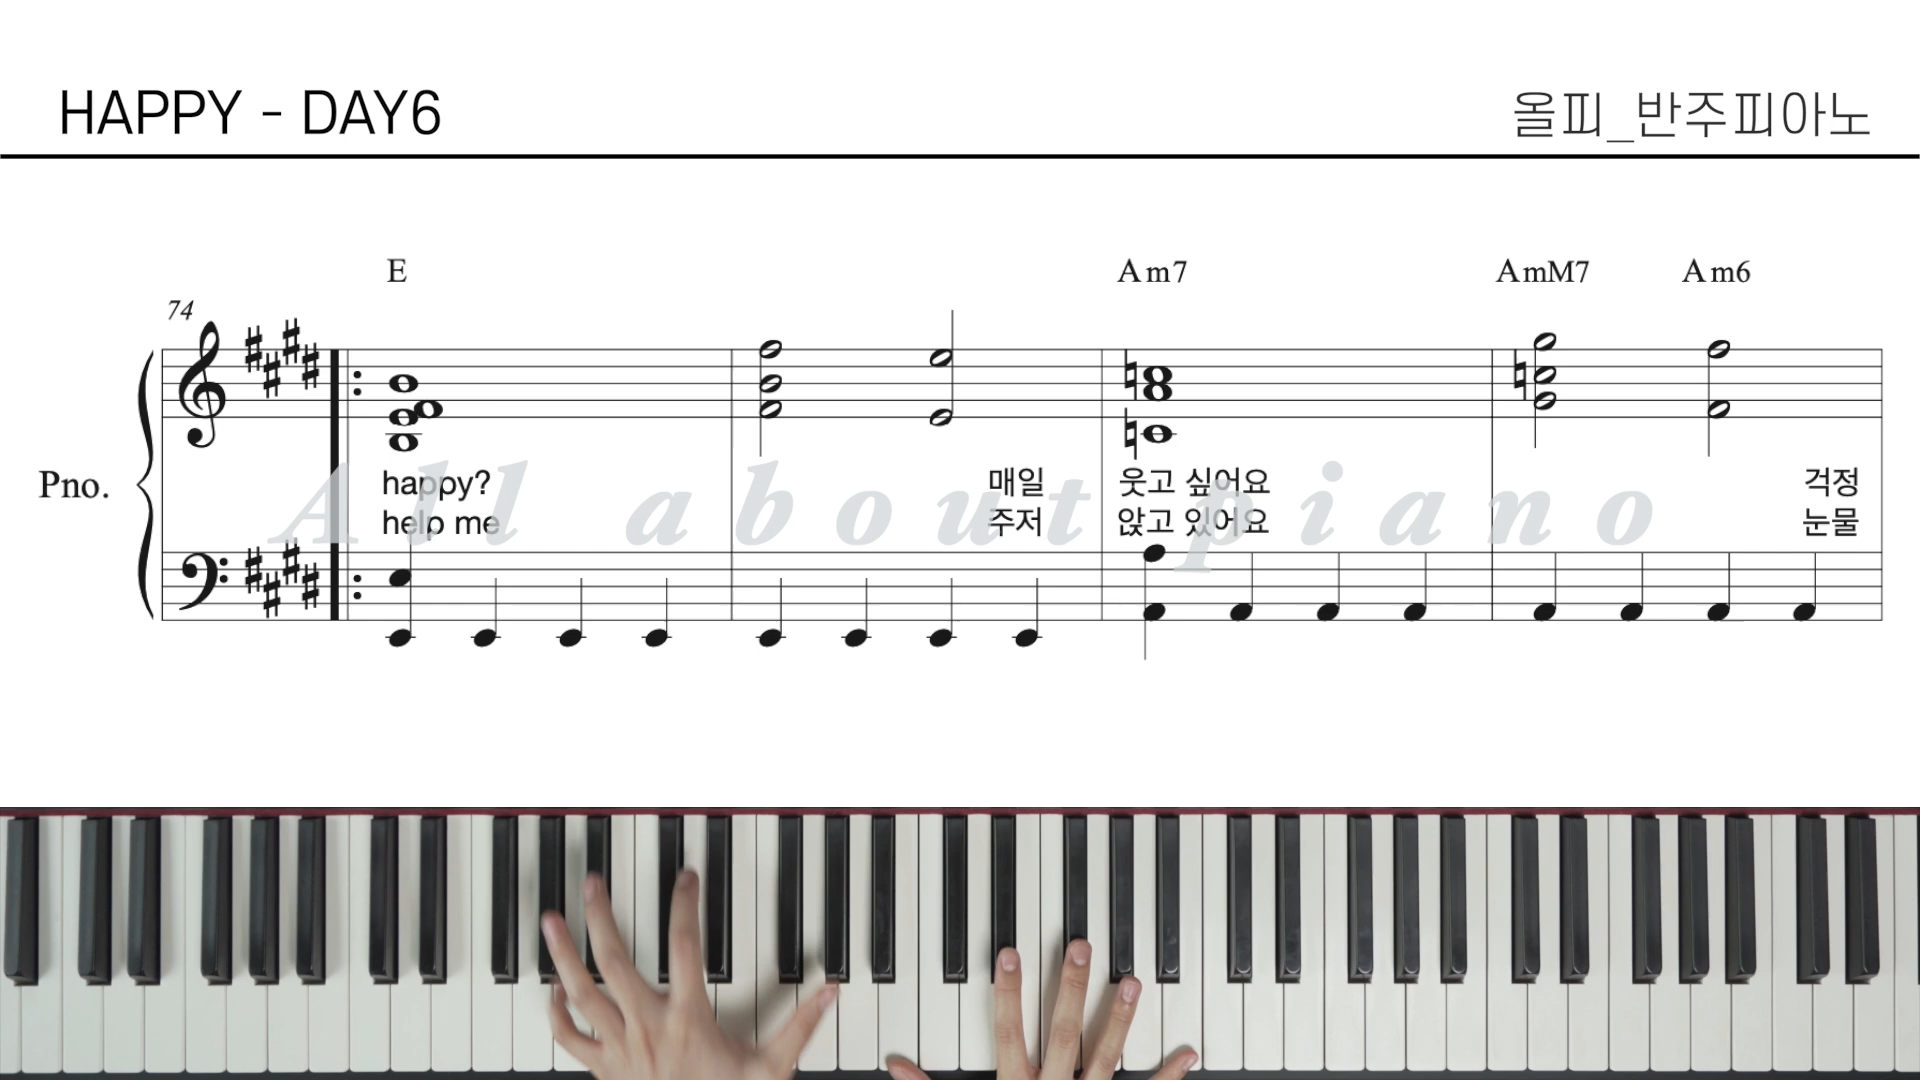 HAPPY - DAY6
올피_반주피아노
E Am7 AmM7 Am6
74
Pno.
happy? 매일 웃고 싶어요 걱정
help me 주저 앉고 있어요 눈물
All about piano